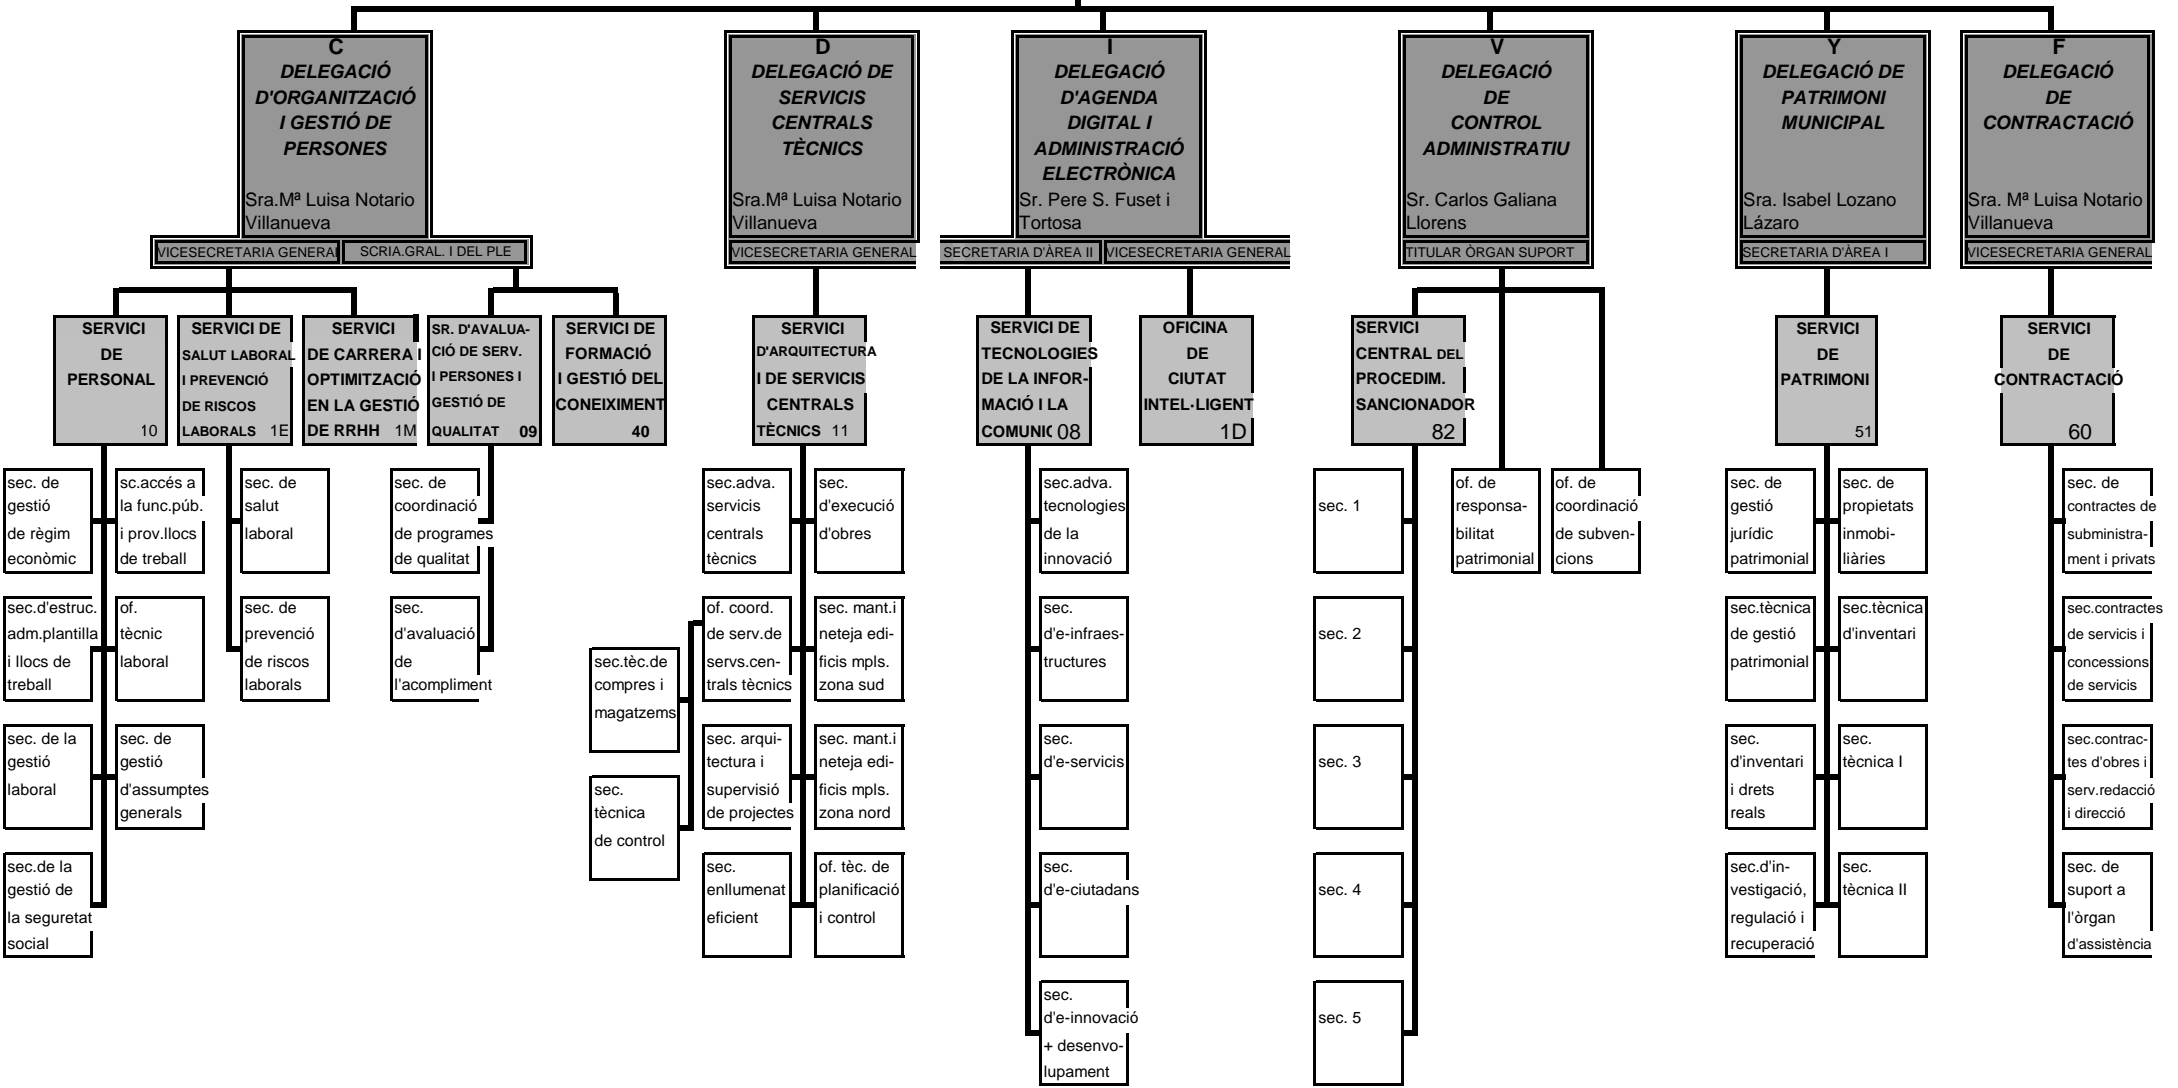 C
DELEGACIÓ
D'ORGANITZACIÓ
I GESTIÓ DE
PERSONES
Sra.Mª Luisa Notario
Villanueva
VICESECRETARIA GENERAL
SCRIA.GRAL. I DEL PLE
D
DELEGACIÓ DE
SERVICIS
CENTRALS
TÈCNICS
Sra.Mª Luisa Notario
Villanueva
VICESECRETARIA GENERAL
I
DELEGACIÓ
D'AGENDA
DIGITAL I
ADMINISTRACIÓ
ELECTRÒNICA
Sr. Pere S. Fuset i
Tortosa
SECRETARIA D'ÀREA II
VICESECRETARIA GENERAL
V
DELEGACIÓ
DE
CONTROL
ADMINISTRATIU
Sr. Carlos Galiana
Llorens
TITULAR ÒRGAN SUPORT
Y
DELEGACIÓ DE
PATRIMONI
MUNICIPAL
Sra. Isabel Lozano
Lázaro
SECRETARIA D'ÀREA I
F
DELEGACIÓ
DE
CONTRACTACIÓ
Sra. Mª Luisa Notario
Villanueva
VICESECRETARIA GENERAL
SERVICI
DE
PERSONAL
10
SERVICI DE
SALUT LABORAL
I PREVENCIÓ
DE RISCOS
LABORALS 1E
SERVICI
DE CARRERA I
OPTIMITZACIÓ
EN LA GESTIÓ
DE RRHH 1M
SR. D'AVALUA-
CIÓ DE SERV.
I PERSONES I
GESTIÓ DE
QUALITAT 09
SERVICI DE
FORMACIÓ
I GESTIÓ DEL
CONEIXIMENT
40
SERVICI
D'ARQUITECTURA
I DE SERVICIS
CENTRALS
TÈCNICS 11
SERVICI DE
TECNOLOGIES
DE LA INFOR-
MACIÓ I LA
COMUNIC 08
OFICINA
DE
CIUTAT
INTEL·LIGENT
1D
SERVICI
CENTRAL DEL
PROCEDIM.
SANCIONADOR
82
SERVICI
DE
PATRIMONI
51
SERVICI
DE
CONTRACTACIÓ
60
sec. de
gestió
de règim
econòmic
sc.accés a
la func.púb.
i prov.llocs
de treball
sec. de
salut
laboral
sec. de
coordinació
de programes
de qualitat
sec.adva.
servicis
centrals
tècnics
sec.
d'execució
d'obres
sec.adva.
tecnologies
de la
innovació
sec. 1
of. de
responsa-
bilitat
patrimonial
of. de
coordinació
de subven-
cions
sec. de
gestió
jurídic
patrimonial
sec. de
propietats
inmobi-
liàries
sec. de
contractes de
subministra-
ment i privats
sec.d'estruc.
adm.plantilla
i llocs de
treball
of.
tècnic
laboral
sec. de
prevenció
de riscos
laborals
sec.
d'avaluació
de
l'acompliment
sec.tèc.de
compres i
magatzems
of. coord.
de serv.de
servs.cen-
trals tècnics
sec. mant.i
neteja edi-
ficis mpls.
zona sud
sec.
d'e-infraes-
tructures
sec. 2
sec.tècnica
de gestió
patrimonial
sec.tècnica
d'inventari
sec.contractes
de servicis i
concessions
de servicis
sec. de la
gestió
laboral
sec. de
gestió
d'assumptes
generals
sec.
tècnica
de control
sec. arqui-
tectura i
supervisió
de projectes
sec. mant.i
neteja edi-
ficis mpls.
zona nord
sec.
d'e-servicis
sec. 3
sec.
d'inventari
i drets
reals
sec.
tècnica I
sec.contrac-
tes d'obres i
serv.redacció
i direcció
sec.de la
gestió de
la seguretat
social
sec.
enllumenat
eficient
of. tèc. de
planificació
i control
sec.
d'e-ciutadans
sec. 4
sec.d'in-
vestigació,
regulació i
recuperació
sec.
tècnica II
sec. de
suport a
l'òrgan
d'assistència
sec.
d'e-innovació
+ desenvo-
lupament
sec. 5